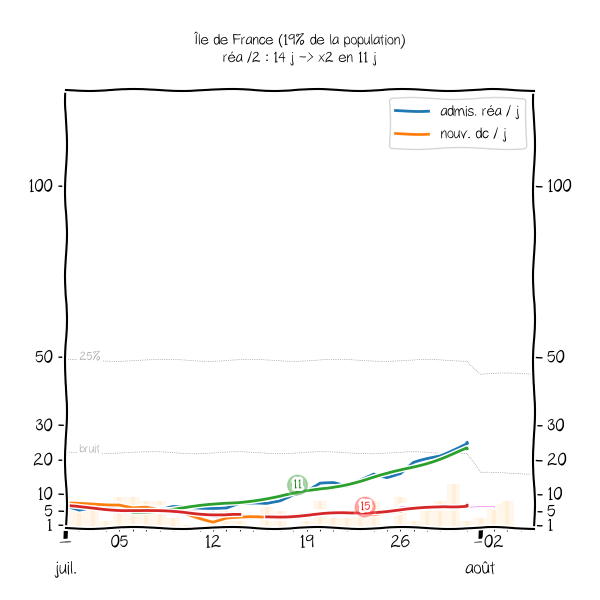 Île de France (19% de la population)
réa /2 : 14 j -> x2 en 11 j
admis. réa / j
nouv. dc / j
100 100
25%
50 50
30 30
bruit
20 20
11
10 10
15
5 5
1 1
05 12 19 26 02
juil. août